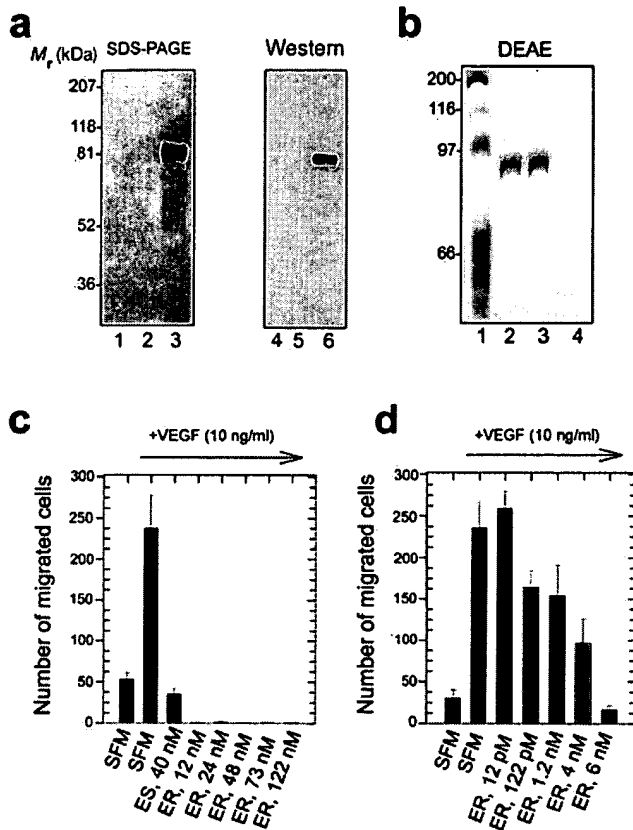 a
Mr (kDa) SDS-PAGE
207-
118-
81-
52-
36-
1 2 3
Western
4 5 6
b
DEAE
200-
116-
97-
66-
1 2 3 4
c
+VEGF (10 ng/ml)
Number of migrated cells
300
250
200
150
100
50
0
SFM
SFM
ES, 40 nM
ER, 12 nM
ER, 24 nM
ER, 48 nM
ER, 73 nM
ER, 122 nM
d
+VEGF (10 ng/ml)
Number of migrated cells
300
250
200
150
100
50
0
SFM
SFM
ER, 12 pM
ER, 122 pM
ER, 1.2 nM
ER, 4 nM
ER, 6 nM